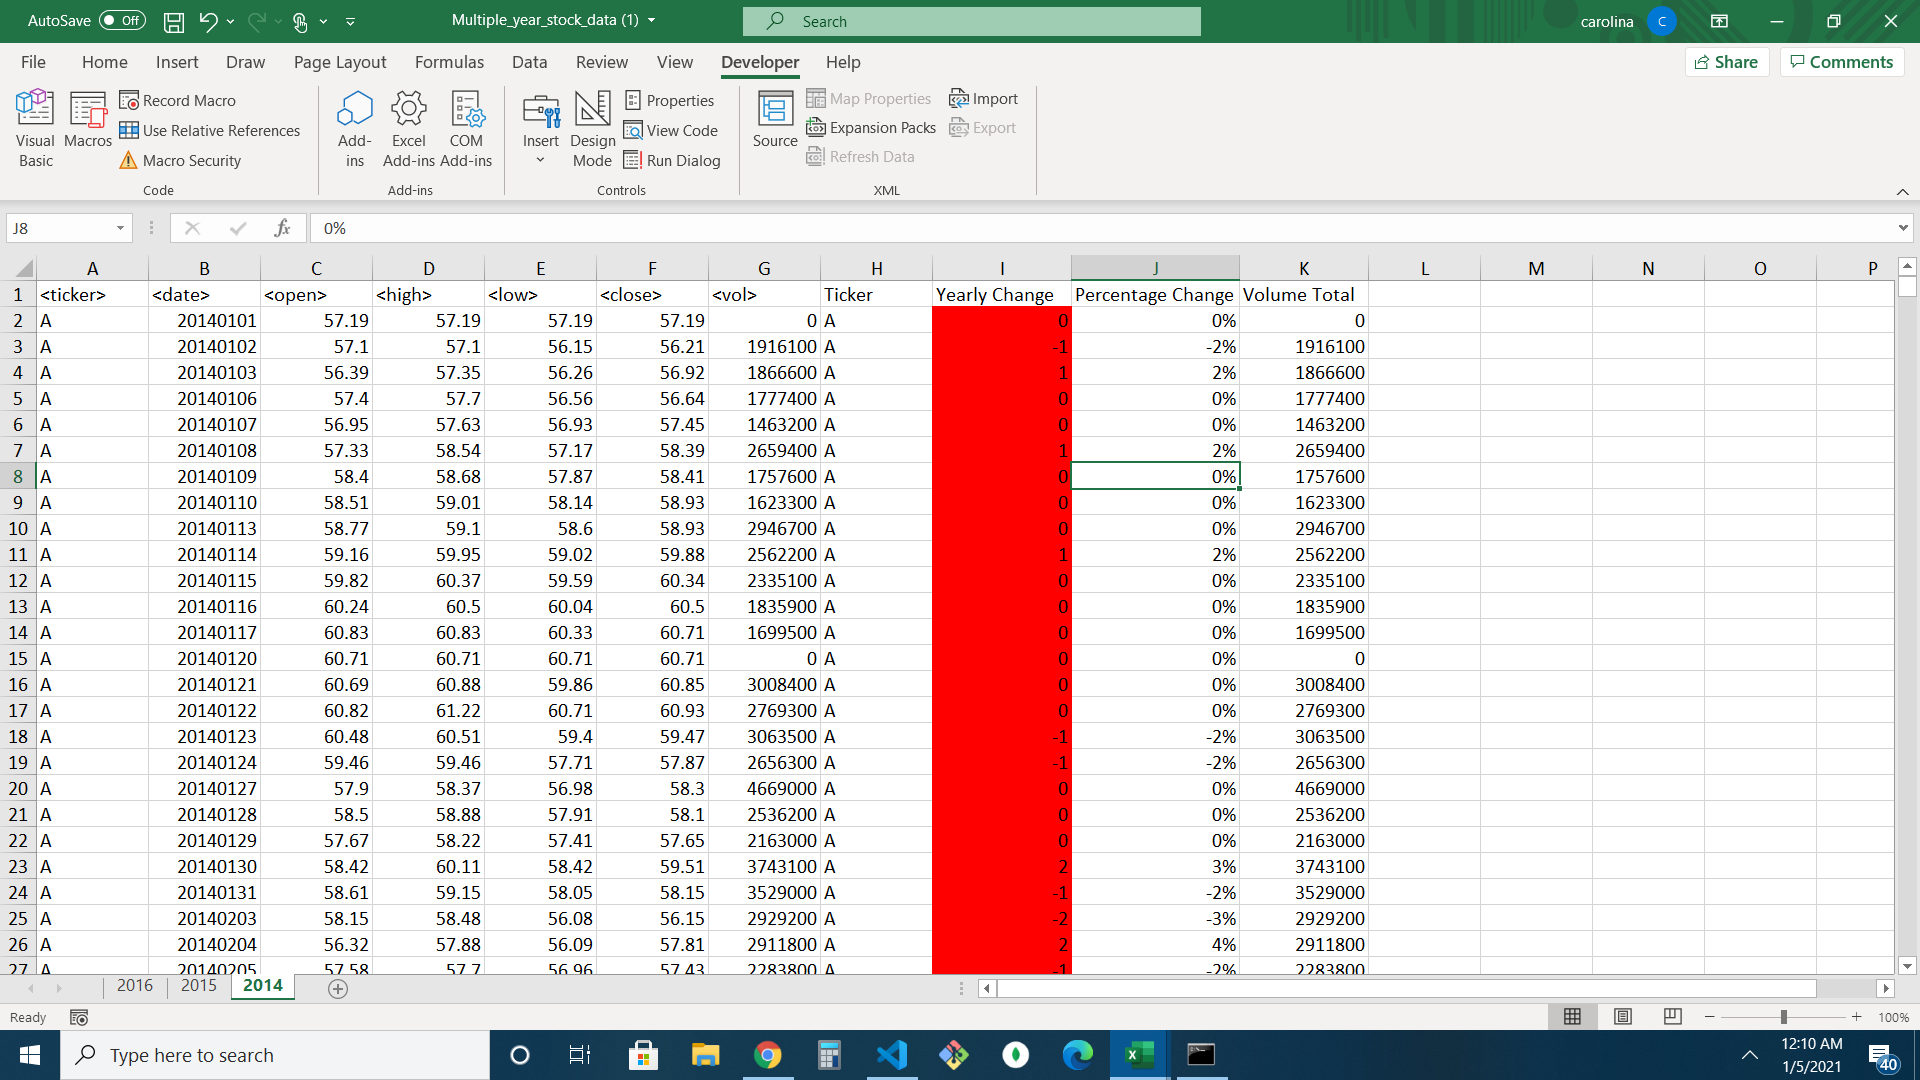 AutoSave Off Multiple_year_stock_data (1) Search carolina C
File Home Insert Draw Page Layout Formulas Data Review View Developer Help Share Comments
Visual Basic
Macros
Record Macro
Use Relative References
Macro Security
Code
Add-ins
Excel Add-ins
COM Add-ins
Add-ins
Insert
Design Mode
Properties
View Code
Run Dialog
Controls
Source
Map Properties
Expansion Packs
Refresh Data
Import
Export
XML
J8 fx 0%
A B C D E F G H I J K L M N O P
1 <ticker> <date> <open> <high> <low> <close> <vol> Ticker Yearly Change Percentage Change Volume Total
2 A 20140101 57.19 57.19 57.19 57.19 0 A 0 0% 0
3 A 20140102 57.1 57.1 56.15 56.21 1916100 A -1 -2% 1916100
4 A 20140103 56.39 57.35 56.26 56.92 1866600 A 1 2% 1866600
5 A 20140106 57.4 57.7 56.56 56.64 1777400 A 0 0% 1777400
6 A 20140107 56.95 57.63 56.93 57.45 1463200 A 0 0% 1463200
7 A 20140108 57.33 58.54 57.17 58.39 2659400 A 1 2% 2659400
8 A 20140109 58.4 58.68 57.87 58.41 1757600 A 0 0% 1757600
9 A 20140110 58.51 59.01 58.14 58.93 1623300 A 0 0% 1623300
10 A 20140113 58.77 59.1 58.6 58.93 2946700 A 0 0% 2946700
11 A 20140114 59.16 59.95 59.02 59.88 2562200 A 1 2% 2562200
12 A 20140115 59.82 60.37 59.59 60.34 2335100 A 0 0% 2335100
13 A 20140116 60.24 60.5 60.04 60.5 1835900 A 0 0% 1835900
14 A 20140117 60.83 60.83 60.33 60.71 1699500 A 0 0% 1699500
15 A 20140120 60.71 60.71 60.71 60.71 0 A 0 0% 0
16 A 20140121 60.69 60.88 59.86 60.85 3008400 A 0 0% 3008400
17 A 20140122 60.82 61.22 60.71 60.93 2769300 A 0 0% 2769300
18 A 20140123 60.48 60.51 59.4 59.47 3063500 A -1 -2% 3063500
19 A 20140124 59.46 59.46 57.71 57.87 2656300 A -1 -2% 2656300
20 A 20140127 57.9 58.37 56.98 58.3 4669000 A 0 0% 4669000
21 A 20140128 58.5 58.88 57.91 58.1 2536200 A 0 0% 2536200
22 A 20140129 57.67 58.22 57.41 57.65 2163000 A 0 0% 2163000
23 A 20140130 58.42 60.11 58.42 59.51 3743100 A 2 3% 3743100
24 A 20140131 58.61 59.15 58.05 58.15 3529000 A -1 -2% 3529000
25 A 20140203 58.15 58.48 56.08 56.15 2929200 A -2 -3% 2929200
26 A 20140204 56.32 57.88 56.09 57.81 2911800 A 2 4% 2911800
27 A 20140205 57.58 57.7 56.96 57.43 2283800 A -1 -2% 2283800
2016 2015 2014
Ready 100%
Type here to search 12:10 AM
1/5/2021 40